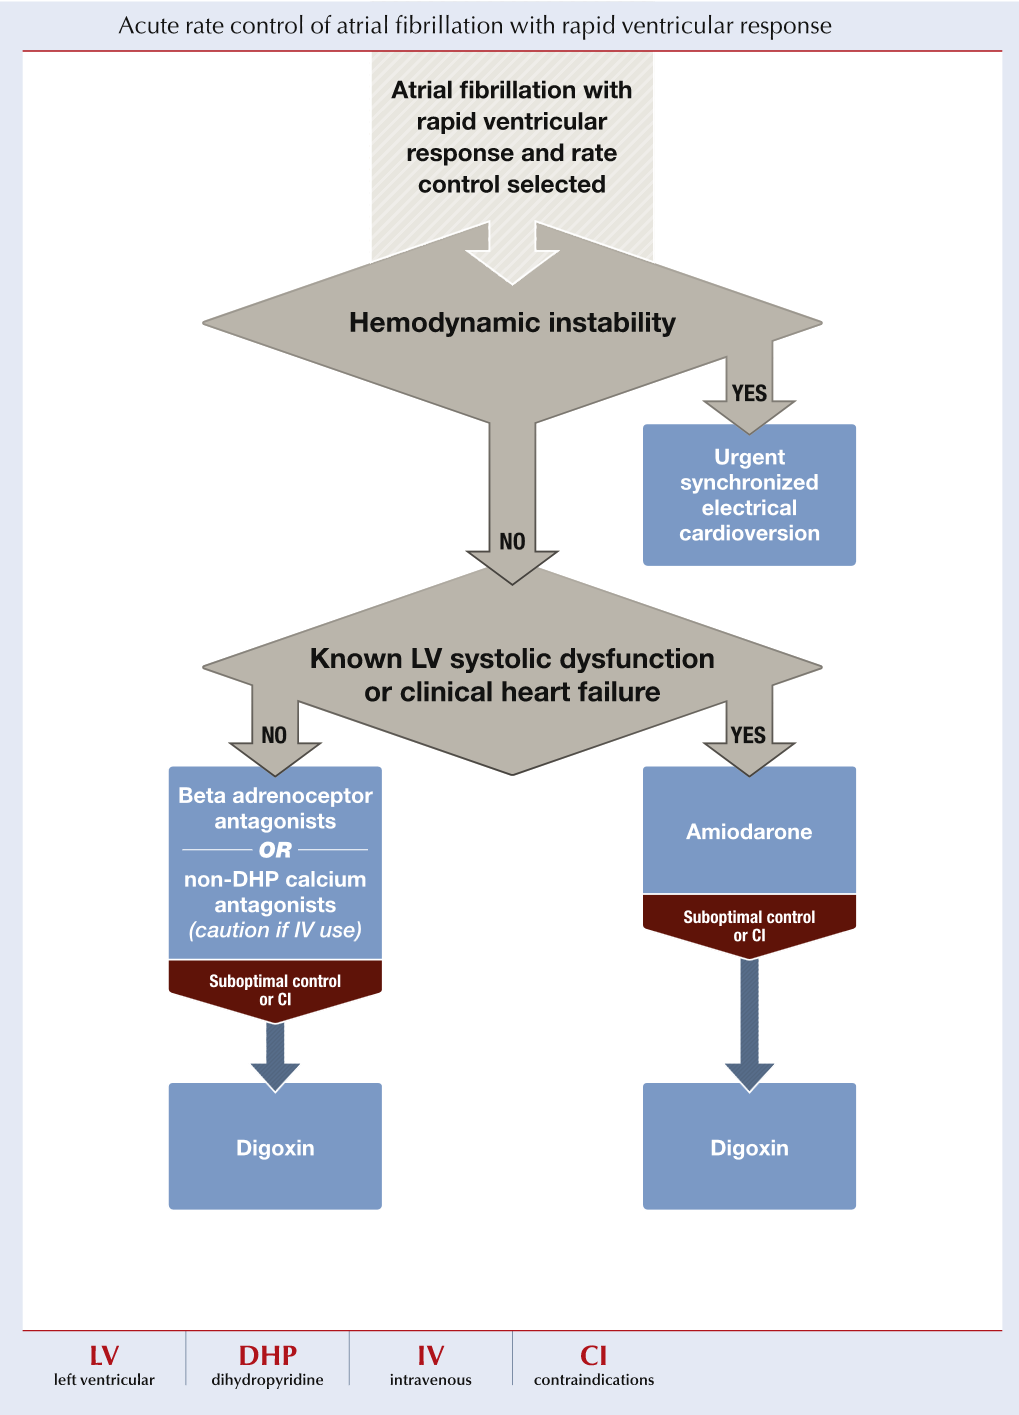 Acute rate control of atrial fibrillation with rapid ventricular response
Atrial fibrillation with
rapid ventricular
response and rate
control selected
Hemodynamic instability
YES
Urgent
synchronized
electrical
cardioversion
NO
Known LV systolic dysfunction
or clinical heart failure
NO
YES
Beta adrenoceptor
antagonists
OR
non-DHP calcium
antagonists
(caution if IV use)
Suboptimal control
or CI
Digoxin
Amiodarone
Suboptimal control
or CI
Digoxin
LV
left ventricular
DHP
dihydropyridine
IV
intravenous
CI
contraindications